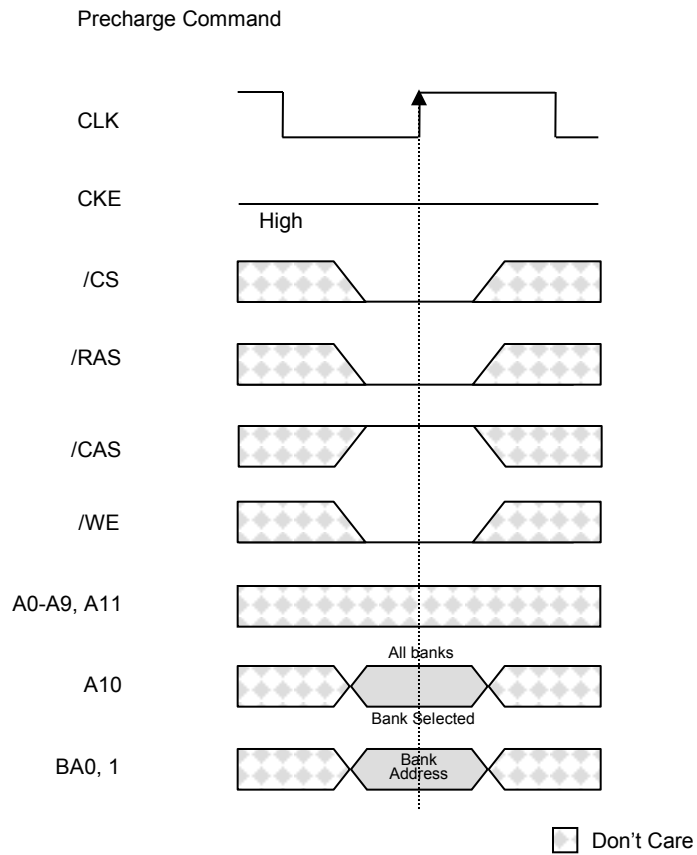 Precharge Command
CLK
CKE
High
/CS
/RAS
/CAS
/WE
A0-A9, A11
All banks
A10
Bank Selected
BA0, 1
Bank
Address
Don't Care